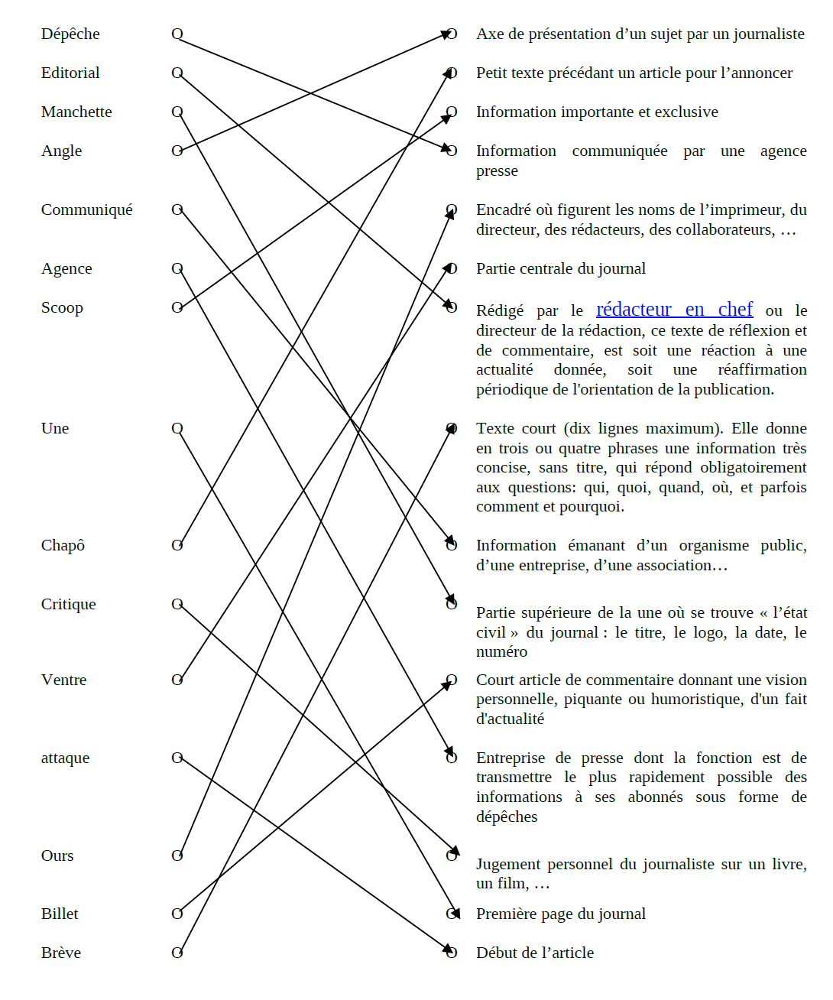 Dépêche O O Axe de présentation d’un sujet par un journaliste
Editorial O O Petit texte précédant un article pour l’annoncer
Manchette O O Information importante et exclusive
Angle O O Information communiquée par une agence
presse
Communiqué O O Encadré où figurent les noms de l’imprimeur, du
directeur, des rédacteurs, des collaborateurs, …
Agence O O Partie centrale du journal
Scoop O O Rédigé par le rédacteur en chef ou le
directeur de la rédaction, ce texte de réflexion et
de commentaire, est soit une réaction à une
actualité donnée, soit une réaffirmation
périodique de l'orientation de la publication.
Une O O Texte court (dix lignes maximum). Elle donne
en trois ou quatre phrases une information très
concise, sans titre, qui répond obligatoirement
aux questions: qui, quoi, quand, où, et parfois
comment et pourquoi.
Chapô O O Information émanant d’un organisme public,
d’une entreprise, d’une association…
Critique O O
Partie supérieure de la une où se trouve « l’état
civil » du journal : le titre, le logo, la date, le
numéro
Ventre O O Court article de commentaire donnant une vision
personnelle, piquante ou humoristique, d'un fait
d'actualité
attaque O O Entreprise de presse dont la fonction est de
transmettre le plus rapidement possible des
informations à ses abonnés sous forme de
dépêches
Ours O O
Jugement personnel du journaliste sur un livre,
un film, …
Billet O O Première page du journal
Brève O O Début de l’article